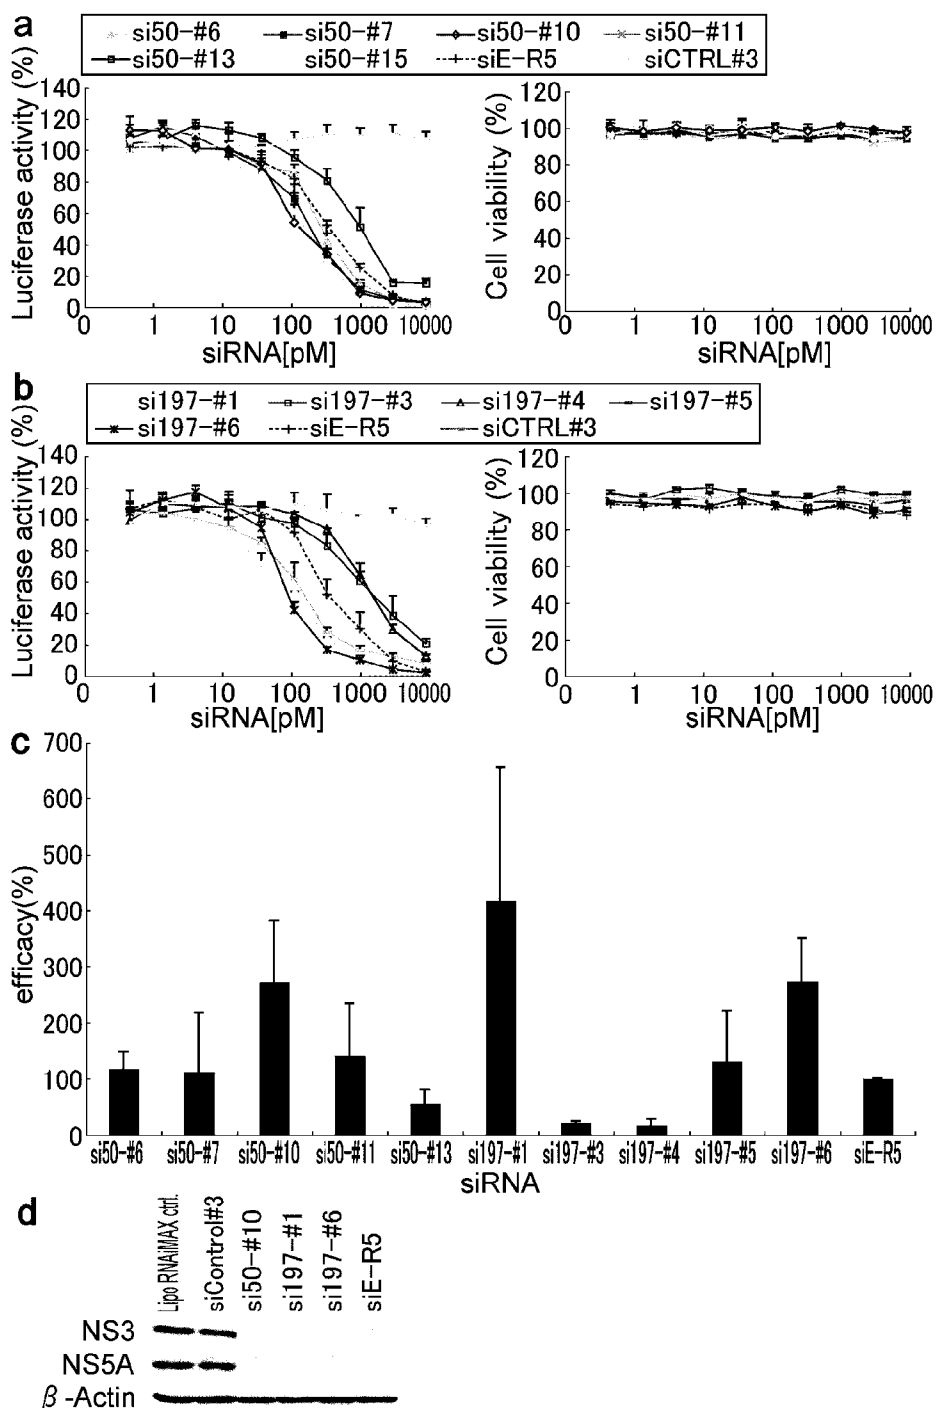 a
si50-#6 si50-#7 si50-#10 si50-#11
si50-#13 si50-#15 siE-R5 siCTRL#3
Luciferase activity (%)
140
120
100
80
60
40
20
0
0 1 10 100 1000 10000
siRNA[pM]
Cell viability (%)
120
100
80
60
40
20
0
0 1 10 100 1000 10000
siRNA[pM]
b
si197-#1 si197-#3 si197-#4 si197-#5
si197-#6 siE-R5 siCTRL#3
Luciferase activity (%)
140
120
100
80
60
40
20
0
0 1 10 100 1000 10000
siRNA[pM]
Cell viability (%)
120
100
80
60
40
20
0
0 1 10 100 1000 10000
siRNA[pM]
c
efficacy(%)
700
600
500
400
300
200
100
0
si50-#6 si50-#7 si50-#10 si50-#11 si50-#13 si197-#1 si197-#3 si197-#4 si197-#5 si197-#6 siE-R5
siRNA
d
Lipo RNAiMAX ctrl.
siControl#3
si50-#10
si197-#1
si197-#6
siE-R5
NS3
NS5A
β-Actin